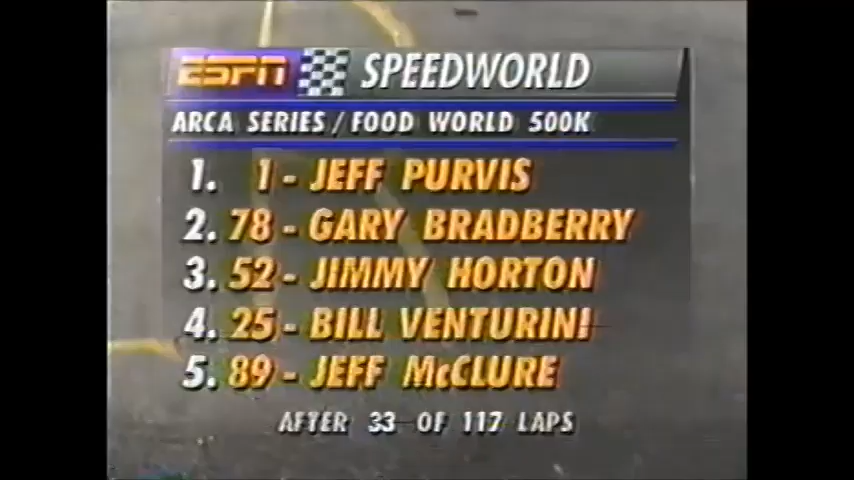 ESPN SPEEDWORLD
ARCA SERIES / FOOD WORLD 500K
1. 1 - JEFF PURVIS
2. 78 - GARY BRADBERRY
3. 52 - JIMMY HORTON
4. 25 - BILL VENTURINI
5. 89 - JEFF McCLURE
AFTER 33 OF 117 LAPS